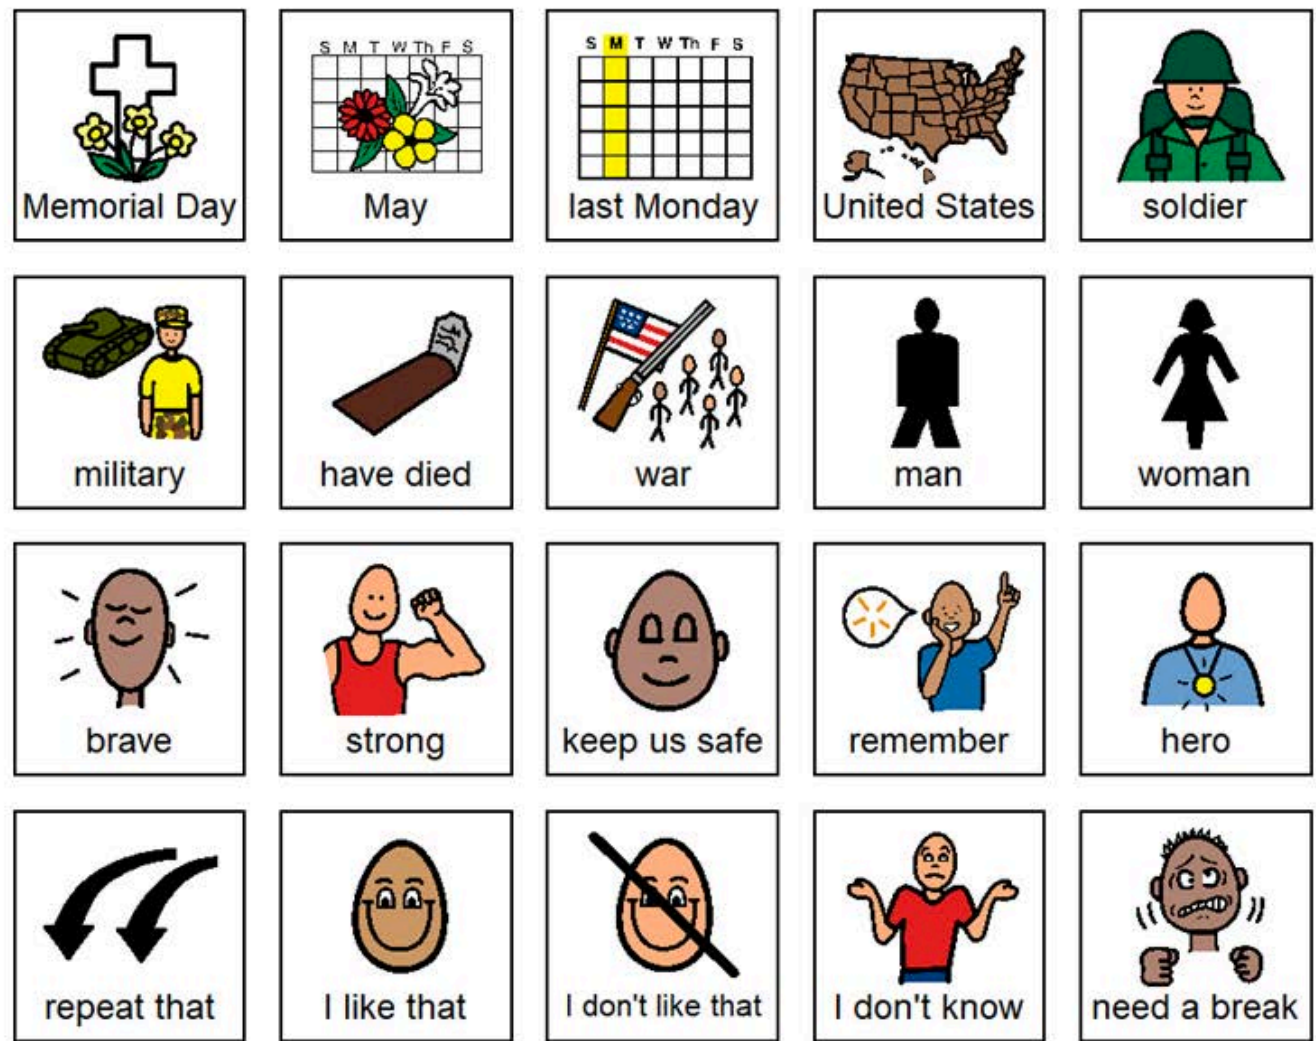 Memorial Day
S M T W Th F S
May
S M T W Th F S
last Monday
United States
soldier
military
have died
war
man
woman
brave
strong
keep us safe
remember
hero
repeat that
I like that
I don't like that
I don't know
need a break